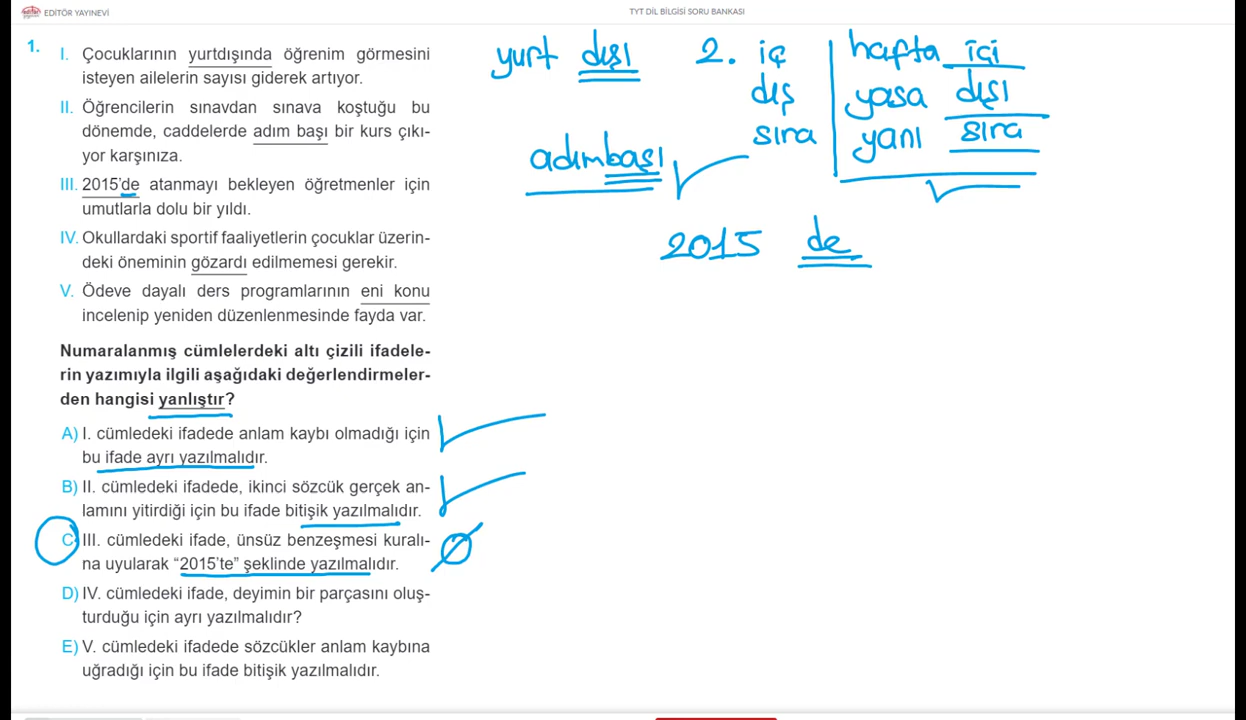 EDİTÖR YAYINEVİ
TYT DİL BİLGİSİ SORU BANKASI
1.
I. Çocuklarının yurtdışında öğrenim görmesini
isteyen ailelerin sayısı giderek artıyor.
II. Öğrencilerin sınavdan sınava koştuğu bu
dönemde, caddelerde adım başı bir kurs çıkı-
yor karşınıza.
III. 2015'de atanmayı bekleyen öğretmenler için
umutlarla dolu bir yıldı.
IV. Okullardaki sportif faaliyetlerin çocuklar üzerin-
deki öneminin gözardı edilmemesi gerekir.
V. Ödeve dayalı ders programlarının eni konu
incelenip yeniden düzenlenmesinde fayda var.
Numaralanmış cümlelerdeki altı çizili ifadele-
rin yazımıyla ilgili aşağıdaki değerlendirmeler-
den hangisi yanlıştır?
A) I. cümledeki ifadede anlam kaybı olmadığı için
bu ifade ayrı yazılmalıdır.
B) II. cümledeki ifadede, ikinci sözcük gerçek an-
lamını yitirdiği için bu ifade bitişik yazılmalıdır.
C) III. cümledeki ifade, ünsüz benzeşmesi kuralı-
na uyularak “2015'te” şeklinde yazılmalıdır.
D) IV. cümledeki ifade, deyimin bir parçasını oluş-
turduğu için ayrı yazılmalıdır?
E) V. cümledeki ifadede sözcükler anlam kaybına
uğradığı için bu ifade bitişik yazılmalıdır.
yurt dışı
2. iç
dış
sıra
hafta içi
yasa dışı
yanı sıra
adımbaşı
2015 de